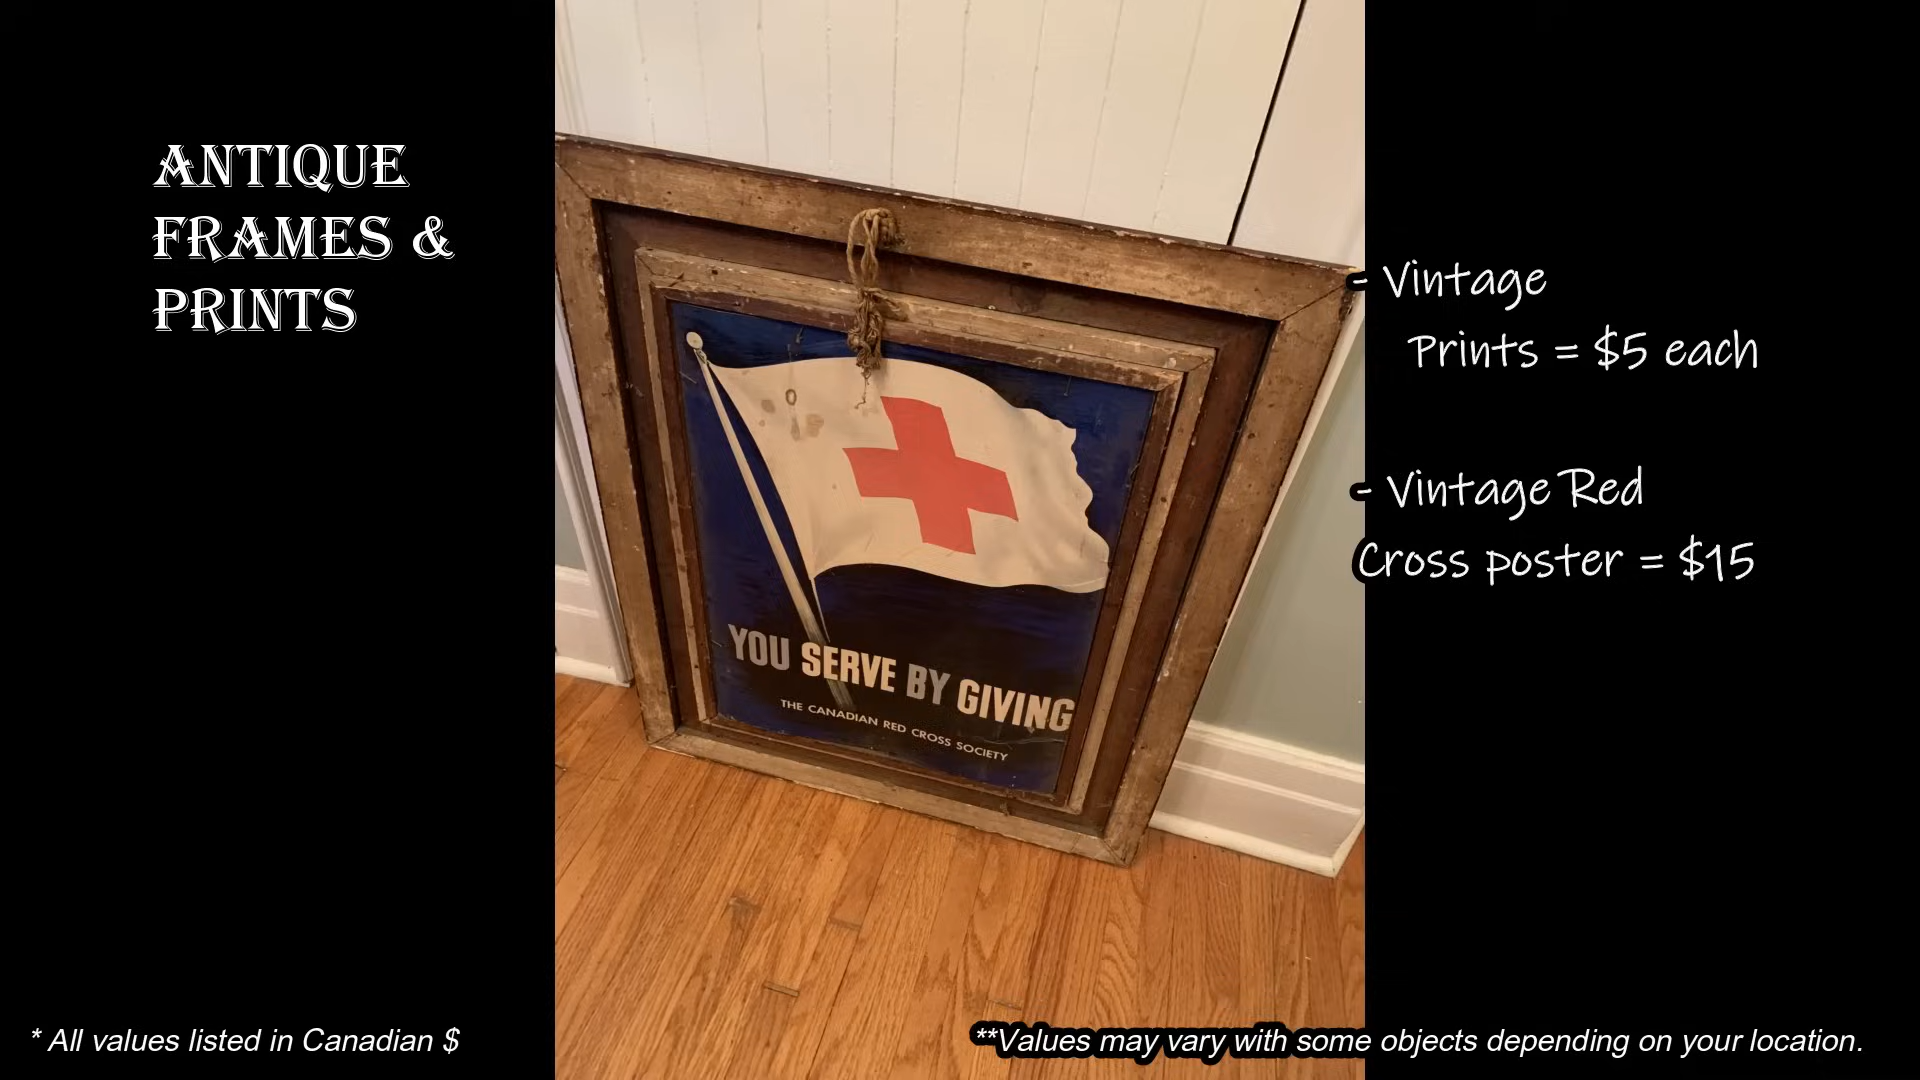 ANTIQUE
FRAMES &
PRINTS
- Vintage
Prints = $5 each
- Vintage Red
Cross poster = $15
YOU SERVE BY GIVING
THE CANADIAN RED CROSS SOCIETY
* All values listed in Canadian $
**Values may vary with some objects depending on your location.